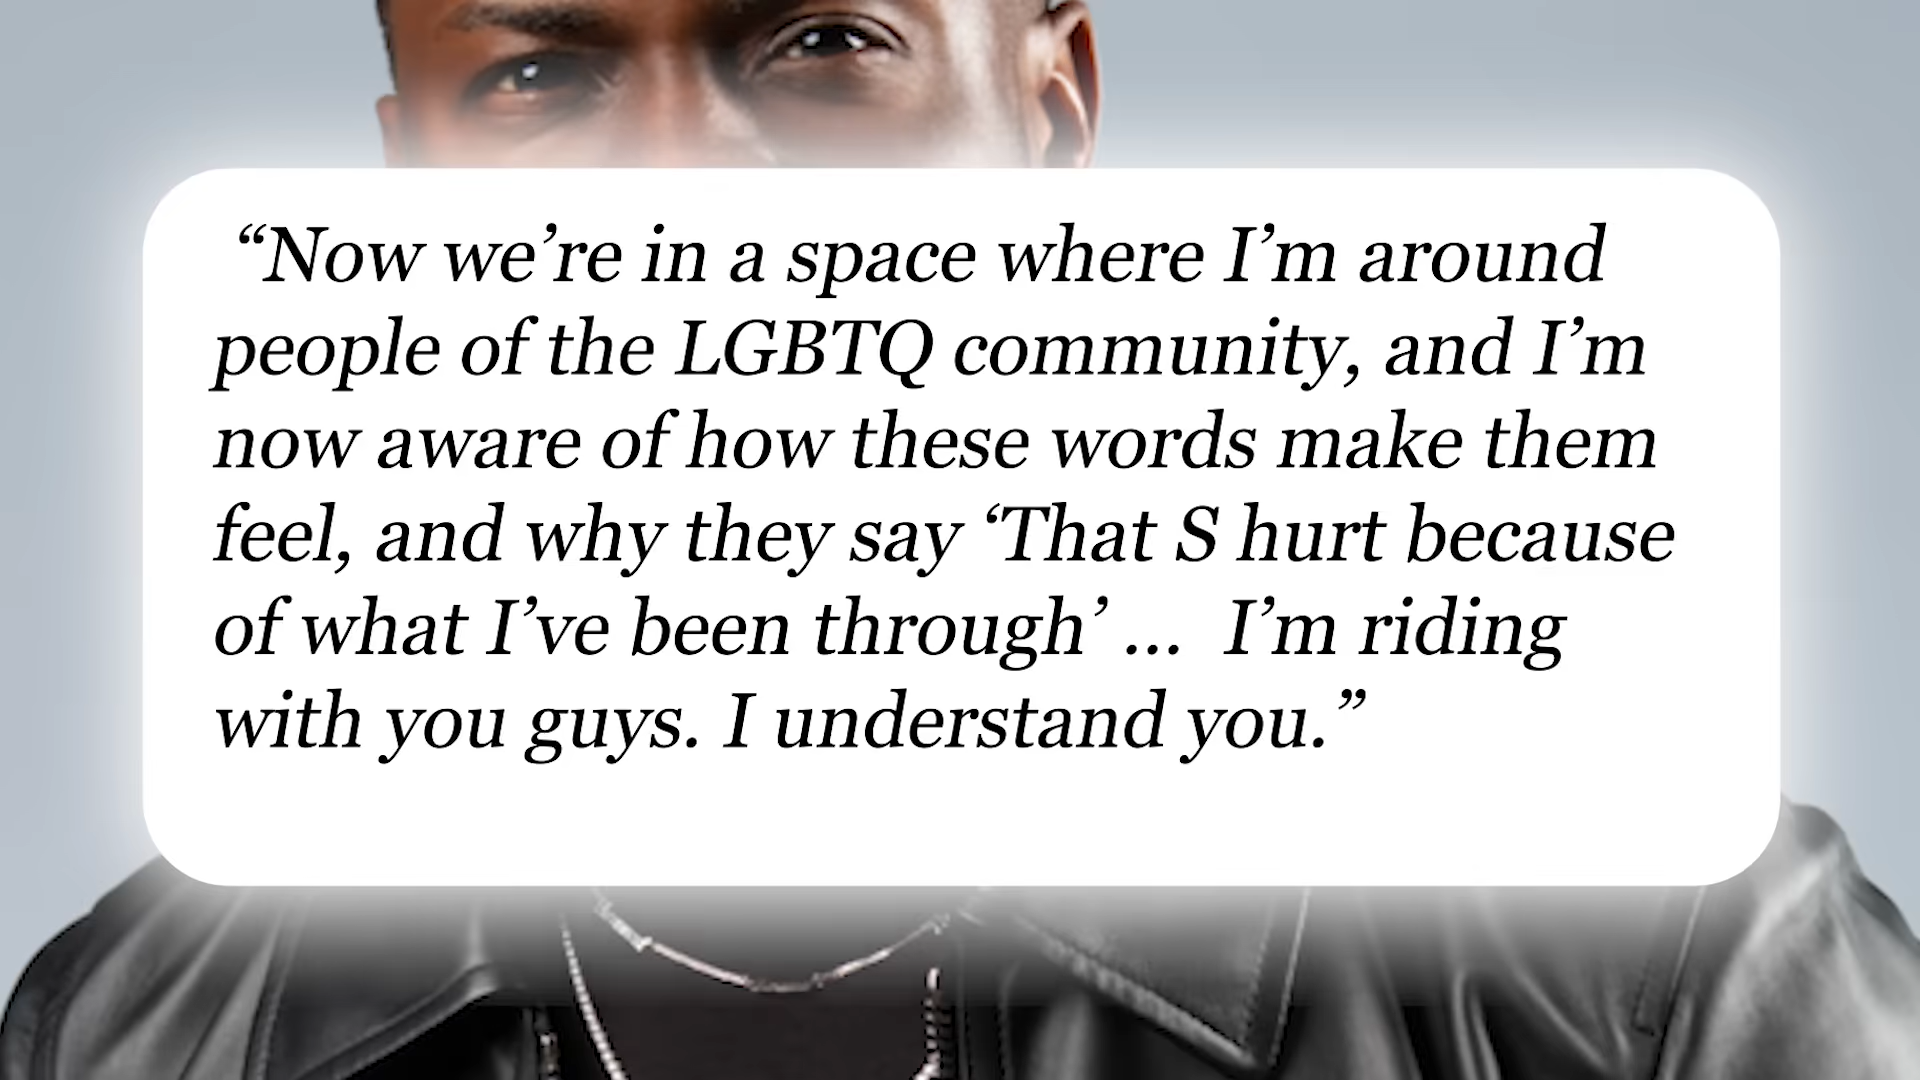 “Now we’re in a space where I’m around
people of the LGBTQ community, and I’m
now aware of how these words make them
feel, and why they say ‘That S hurt because
of what I’ve been through’ ... I’m riding
with you guys. I understand you.”